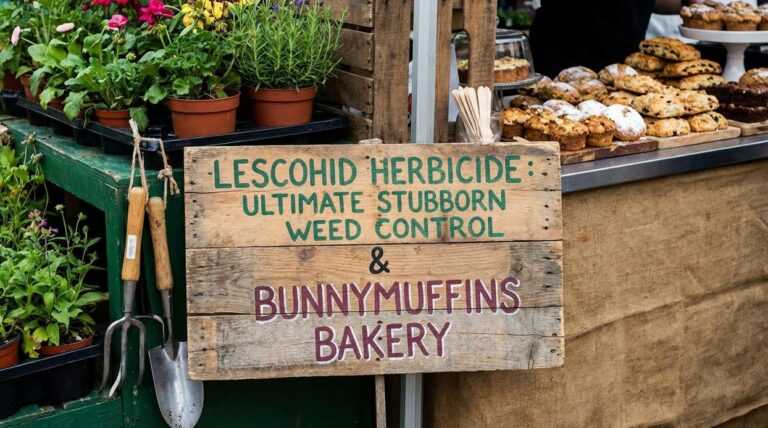 LESCOHID HERBICIDE:
ULTIMATE STUBBORN
WEED CONTROL
&
BUNNYMUFFINS
BAKERY